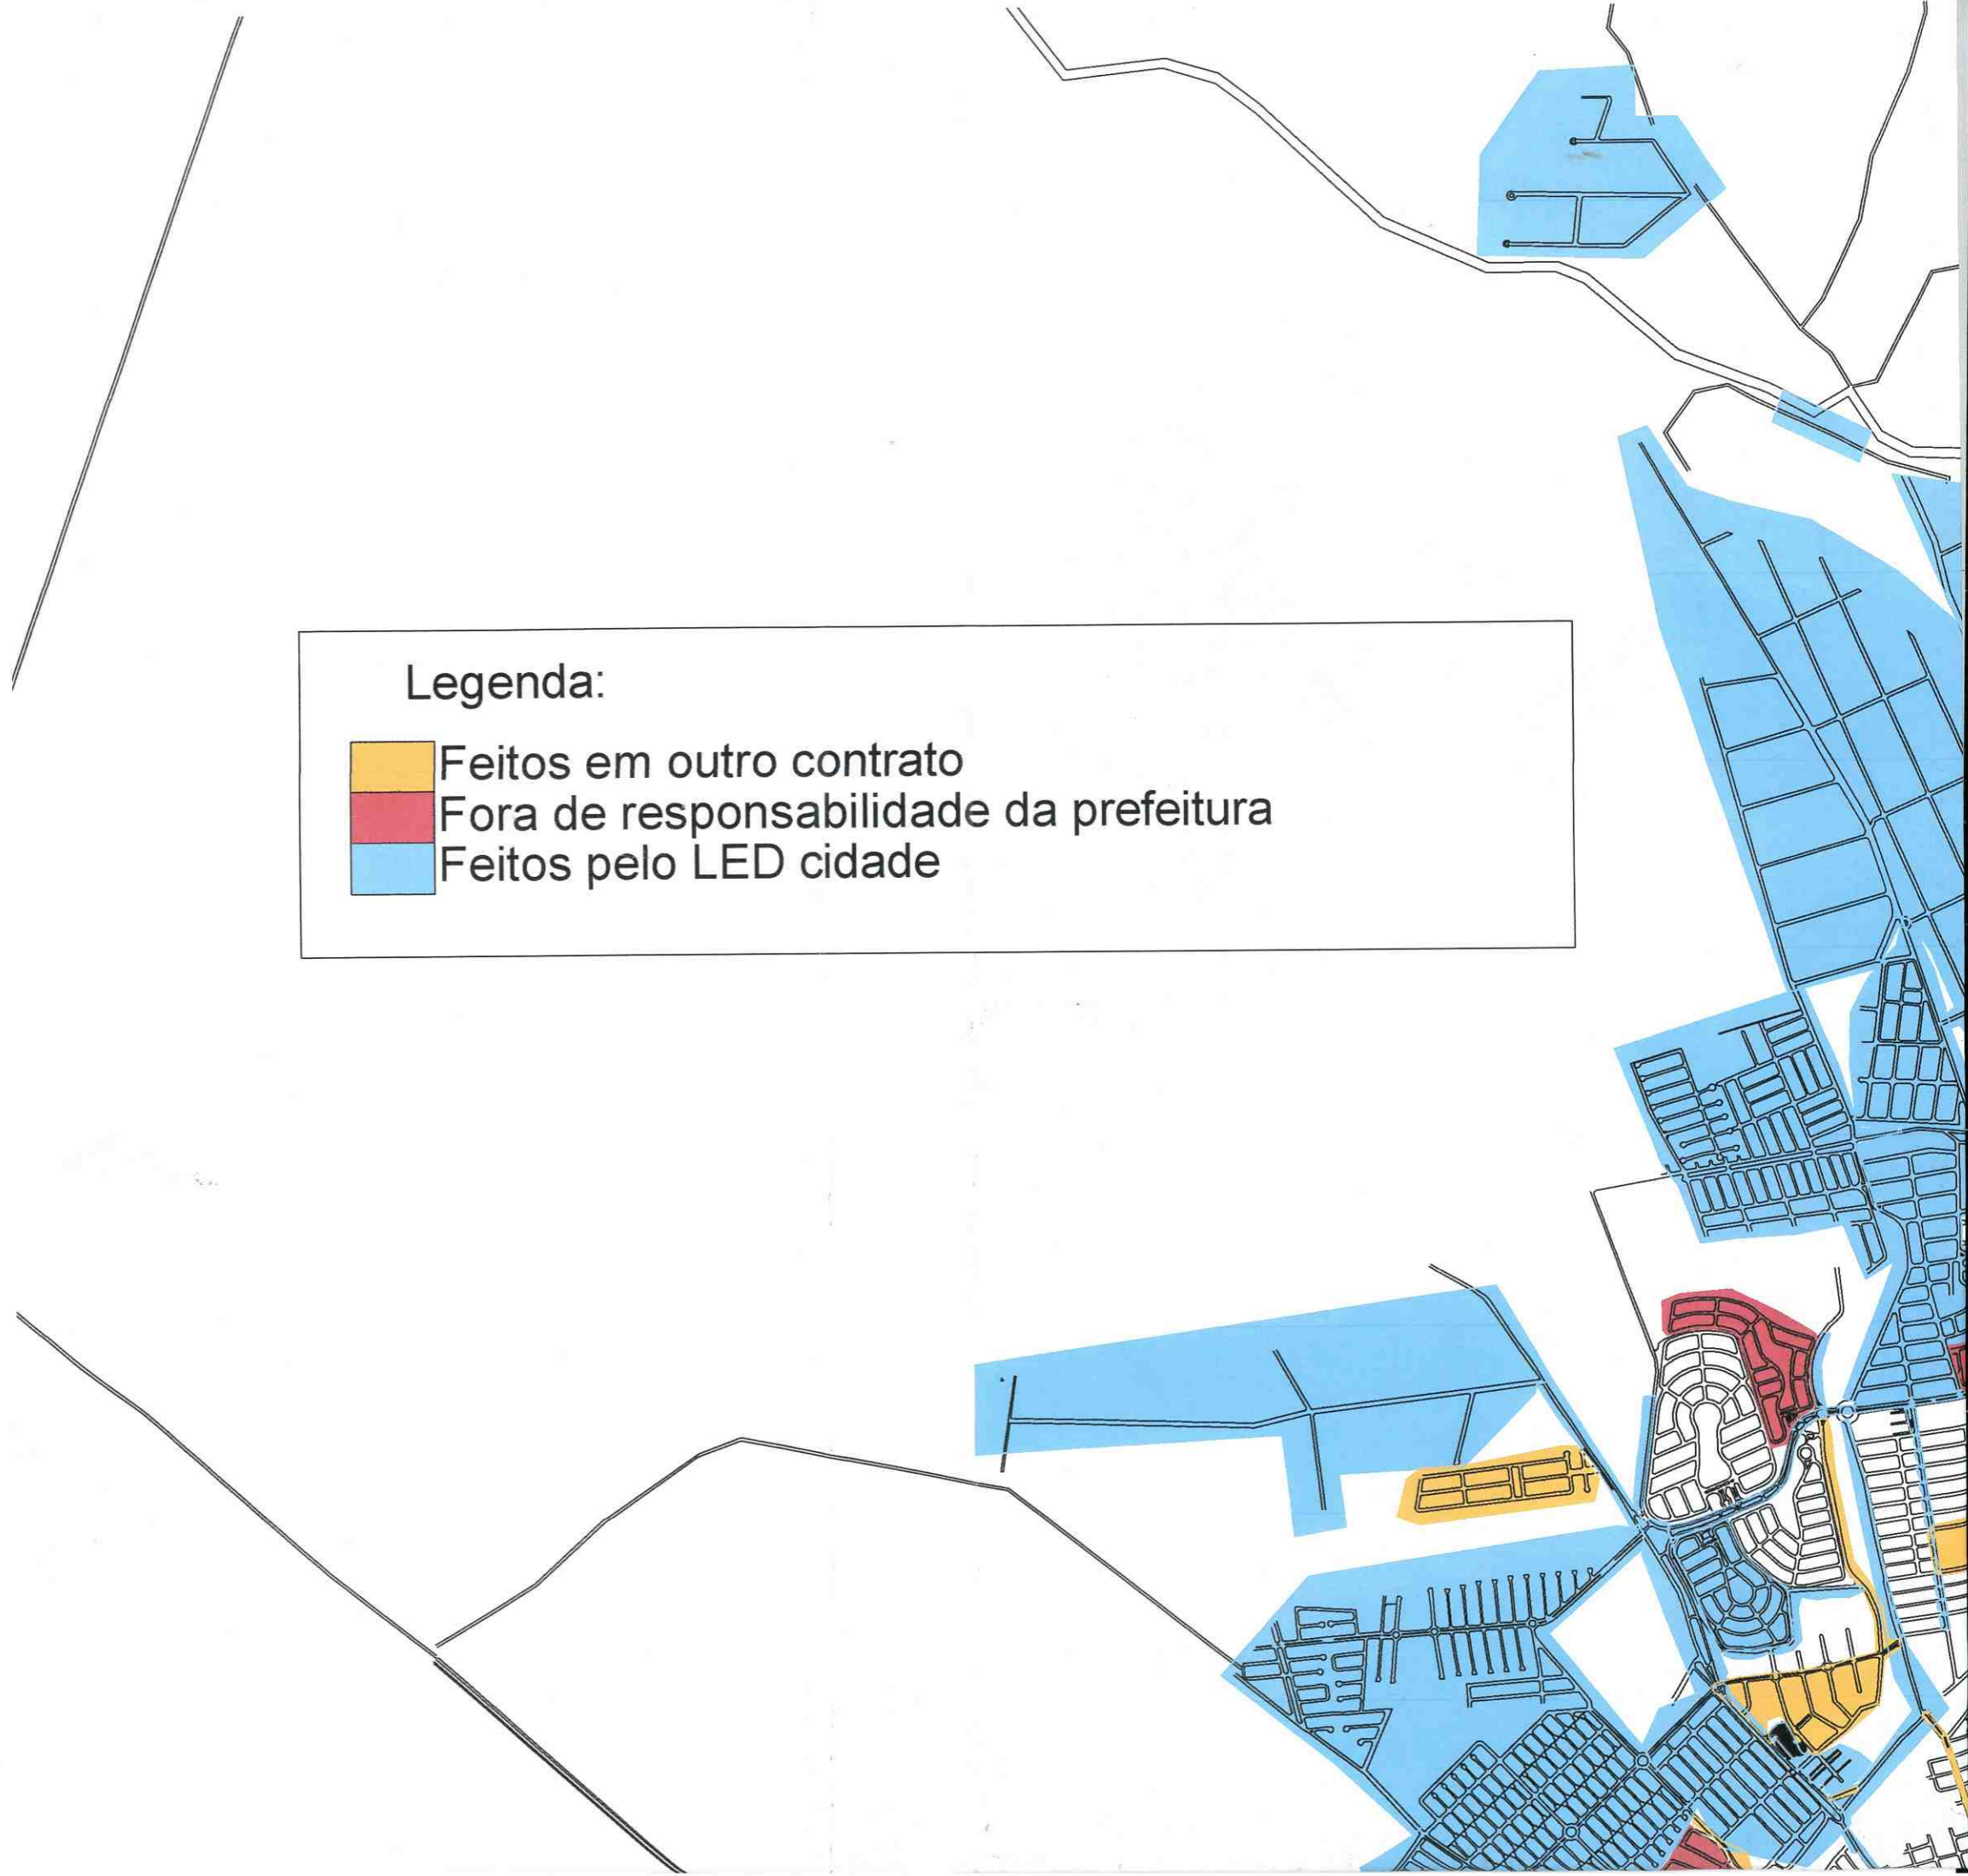 Legenda:
Feitos em outro contrato
Fora de responsabilidade da prefeitura
Feitos pelo LED cidade